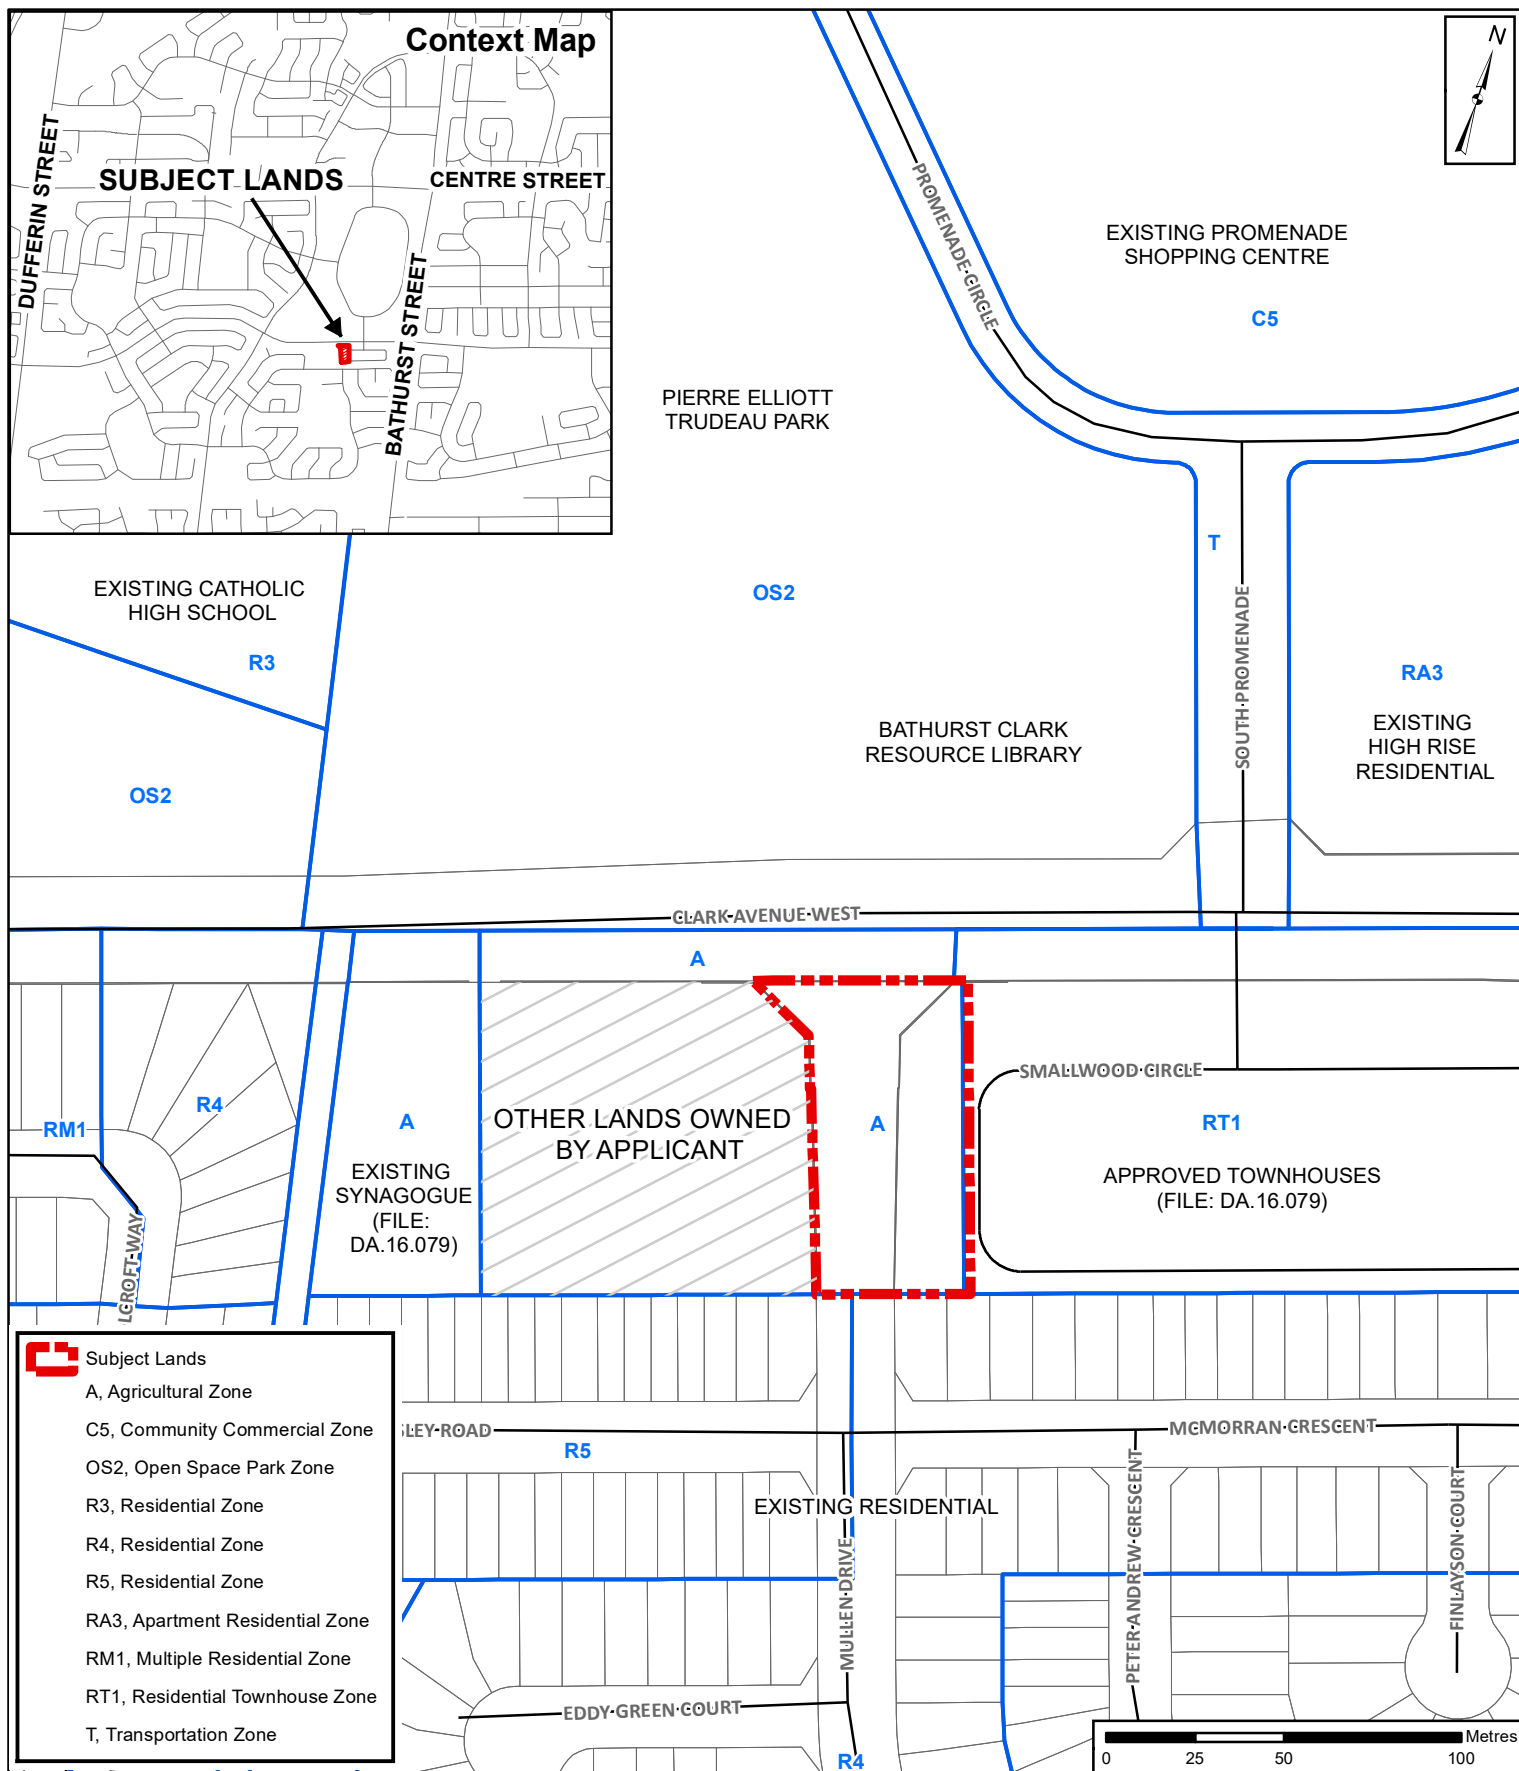 Context Map
N
DUFFERIN STREET
SUBJECT LANDS
CENTRE STREET
BATHURST STREET
PROMENADE CIRCLE
EXISTING PROMENADE
SHOPPING CENTRE
C5
PIERRE ELLIOTT
TRUDEAU PARK
T
EXISTING CATHOLIC
HIGH SCHOOL
R3
OS2
SOUTH PROMENADE
RA3
EXISTING
HIGH RISE
RESIDENTIAL
BATHURST CLARK
RESOURCE LIBRARY
OS2
CLARK AVENUE WEST
A
SMALLWOOD CIRCLE
R4
RM1
A
OTHER LANDS OWNED
BY APPLICANT
A
RT1
EXISTING
SYNAGOGUE
(FILE:
DA.16.079)
APPROVED TOWNHOUSES
(FILE: DA.16.079)
LCROFT WAY
SLEY ROAD
MCMORRAN CRESCENT
R5
EXISTING RESIDENTIAL
MULLEN DRIVE
PETER ANDREW CRESCENT
FINLAYSON COURT
EDDY GREEN COURT
R4
Subject Lands
A, Agricultural Zone
C5, Community Commercial Zone
OS2, Open Space Park Zone
R3, Residential Zone
R4, Residential Zone
R5, Residential Zone
RA3, Apartment Residential Zone
RM1, Multiple Residential Zone
RT1, Residential Townhouse Zone
T, Transportation Zone
Metres
0 25 50 100